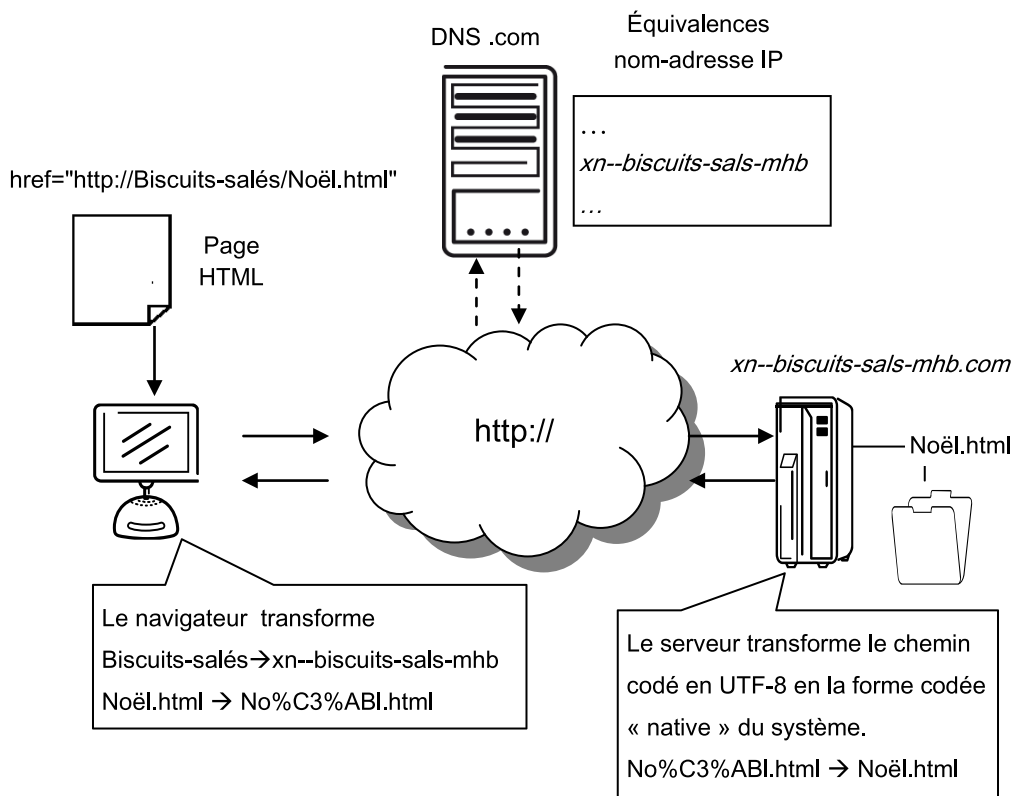 DNS .com
Équivalences
nom-adresse IP
…
xn--biscuits-sals-mhb
…
href="http://Biscuits-salés/Noël.html"
Page
HTML
http://
xn--biscuits-sals-mhb.com
Noël.html
Le navigateur transforme
Biscuits-salés→xn--biscuits-sals-mhb
Noël.html → No%C3%ABl.html
Le serveur transforme le chemin
codé en UTF-8 en la forme codée
« native » du système.
No%C3%ABl.html → Noël.html